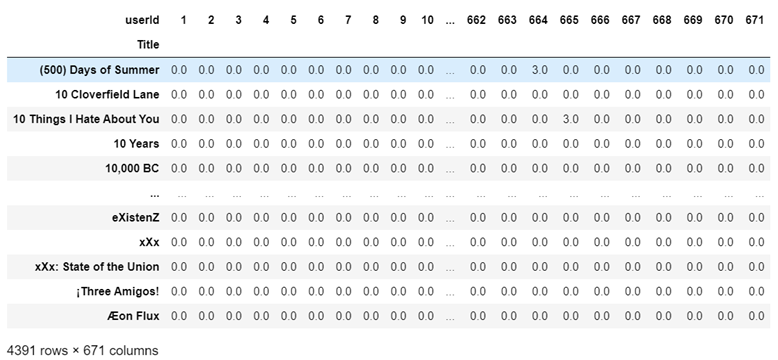 userId 1 2 3 4 5 6 7 8 9 10 ... 662 663 664 665 666 667 668 669 670 671
Title
(500) Days of Summer 0.0 0.0 0.0 0.0 0.0 0.0 0.0 0.0 0.0 0.0 ... 0.0 0.0 3.0 0.0 0.0 0.0 0.0 0.0 0.0 0.0
10 Cloverfield Lane 0.0 0.0 0.0 0.0 0.0 0.0 0.0 0.0 0.0 0.0 ... 0.0 0.0 0.0 0.0 0.0 0.0 0.0 0.0 0.0 0.0
10 Things I Hate About You 0.0 0.0 0.0 0.0 0.0 0.0 0.0 0.0 0.0 0.0 ... 0.0 0.0 0.0 3.0 0.0 0.0 0.0 0.0 0.0 0.0
10 Years 0.0 0.0 0.0 0.0 0.0 0.0 0.0 0.0 0.0 0.0 ... 0.0 0.0 0.0 0.0 0.0 0.0 0.0 0.0 0.0 0.0
10,000 BC 0.0 0.0 0.0 0.0 0.0 0.0 0.0 0.0 0.0 0.0 ... 0.0 0.0 0.0 0.0 0.0 0.0 0.0 0.0 0.0 0.0
... ... ... ... ... ... ... ... ... ... ... ... ... ... ... ... ... ... ... ... ... ...
eXistenZ 0.0 0.0 0.0 0.0 0.0 0.0 0.0 0.0 0.0 0.0 ... 0.0 0.0 0.0 0.0 0.0 0.0 0.0 0.0 0.0 0.0
xXx 0.0 0.0 0.0 0.0 0.0 0.0 0.0 0.0 0.0 0.0 ... 0.0 0.0 0.0 0.0 0.0 0.0 0.0 0.0 0.0 0.0
xXx: State of the Union 0.0 0.0 0.0 0.0 0.0 0.0 0.0 0.0 0.0 0.0 ... 0.0 0.0 0.0 0.0 0.0 0.0 0.0 0.0 0.0 0.0
¡Three Amigos! 0.0 0.0 0.0 0.0 0.0 0.0 0.0 0.0 0.0 0.0 ... 0.0 0.0 0.0 0.0 0.0 0.0 0.0 0.0 0.0 0.0
Æon Flux 0.0 0.0 0.0 0.0 0.0 0.0 0.0 0.0 0.0 0.0 ... 0.0 0.0 0.0 0.0 0.0 0.0 0.0 0.0 0.0 0.0
4391 rows × 671 columns